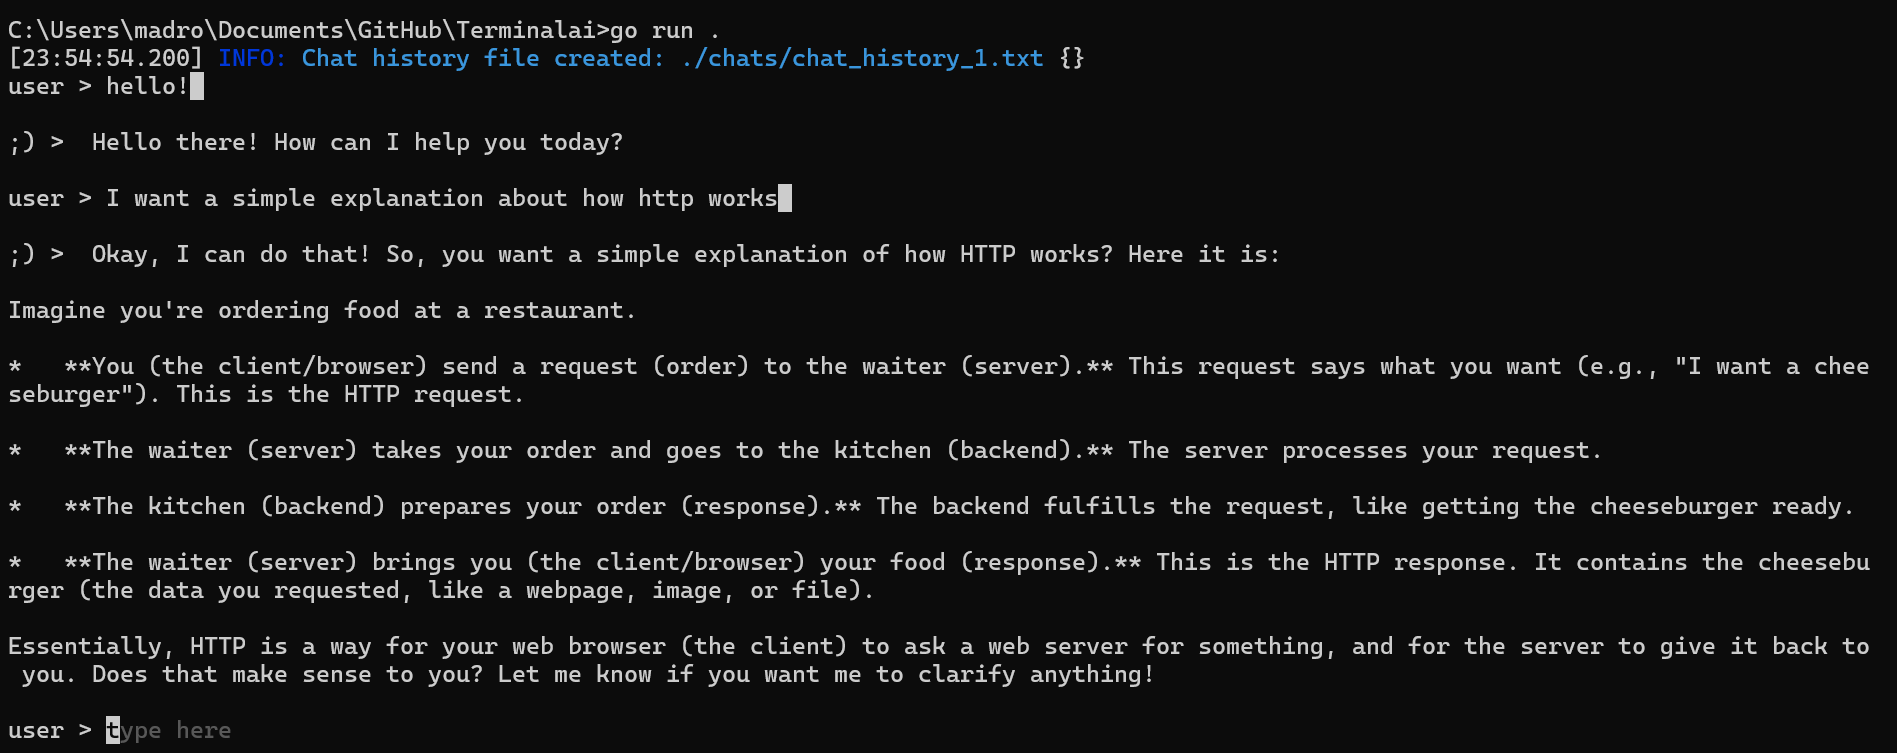 C:\Users\madro\Documents\GitHub\Terminalai>go run .
[23:54:54.200] INFO: Chat history file created: ./chats/chat_history_1.txt {}
user > hello!
;) >  Hello there! How can I help you today?
user > I want a simple explanation about how http works
;) >  Okay, I can do that! So, you want a simple explanation of how HTTP works? Here it is:
Imagine you're ordering food at a restaurant.
*   **You (the client/browser) send a request (order) to the waiter (server).** This request says what you want (e.g., "I want a chee
seburger"). This is the HTTP request.
*   **The waiter (server) takes your order and goes to the kitchen (backend).** The server processes your request.
*   **The kitchen (backend) prepares your order (response).** The backend fulfills the request, like getting the cheeseburger ready.
*   **The waiter (server) brings you (the client/browser) your food (response).** This is the HTTP response. It contains the cheesebu
rger (the data you requested, like a webpage, image, or file).
Essentially, HTTP is a way for your web browser (the client) to ask a web server for something, and for the server to give it back to
 you. Does that make sense to you? Let me know if you want me to clarify anything!
user > type here